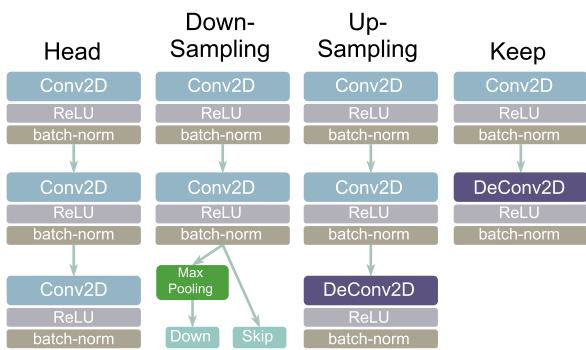 Head
Conv2D
ReLU
batch-norm
Conv2D
ReLU
batch-norm
Conv2D
ReLU
batch-norm
Down-
Sampling
Conv2D
ReLU
batch-norm
Conv2D
ReLU
batch-norm
Max
Pooling
Down
Skip
Up-
Sampling
Conv2D
ReLU
batch-norm
Conv2D
ReLU
batch-norm
DeConv2D
ReLU
batch-norm
Keep
Conv2D
ReLU
batch-norm
DeConv2D
ReLU
batch-norm